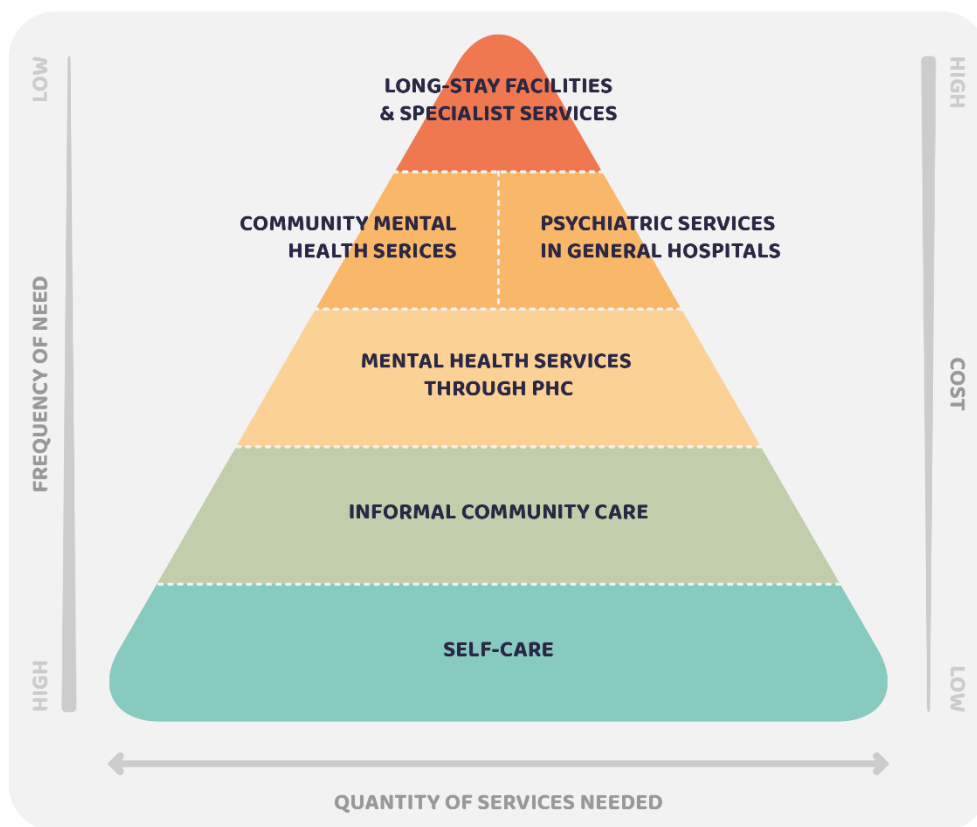 LOW
HIGH
LONG-STAY FACILITIES
& SPECIALIST SERVICES
COMMUNITY MENTAL
HEALTH SERICES
PSYCHIATRIC SERVICES
IN GENERAL HOSPITALS
FREQUENCY OF NEED
MENTAL HEALTH SERVICES
THROUGH PHC
COST
INFORMAL COMMUNITY CARE
SELF-CARE
HIGH
LOW
QUANTITY OF SERVICES NEEDED